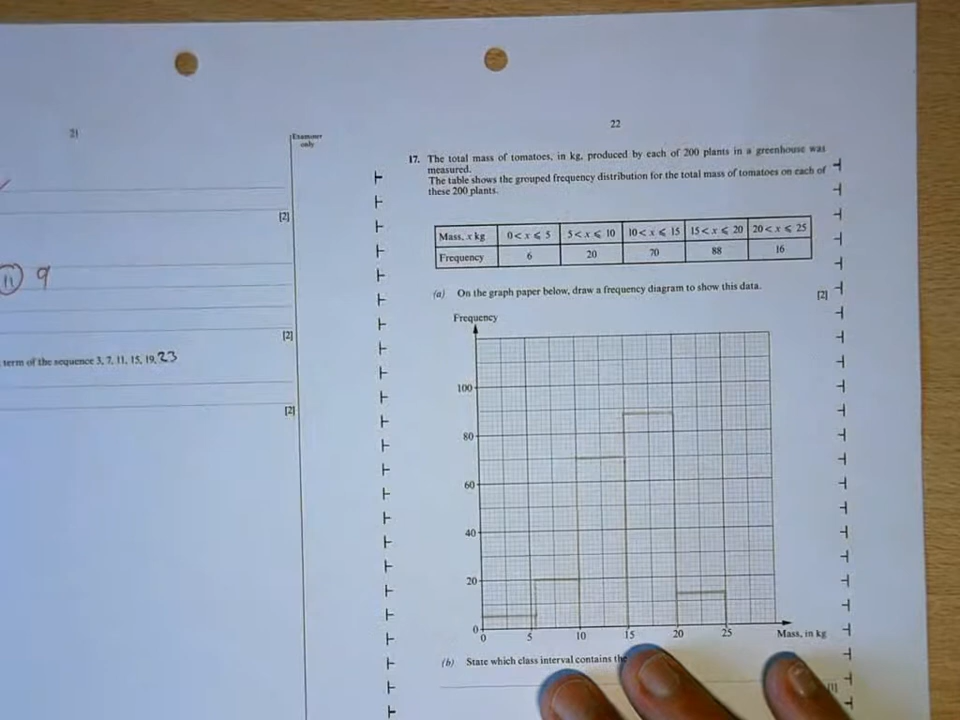 21
Examiner only
[2]
(11) 9
[2]
term of the sequence 3, 7, 11, 15, 19, 23
[2]
22
17. The total mass of tomatoes, in kg, produced by each of 200 plants in a greenhouse was
measured.
The table shows the grouped frequency distribution for the total mass of tomatoes on each of
these 200 plants.
Mass, x kg 0 < x ⩽ 5 5 < x ⩽ 10 10 < x ⩽ 15 15 < x ⩽ 20 20 < x ⩽ 25
Frequency 6 20 70 88 16
(a) On the graph paper below, draw a frequency diagram to show this data.
[2]
Frequency
100
80
60
40
20
0
0 5 10 15 20 25 Mass, in kg
(b) State which class interval contains the
[1]